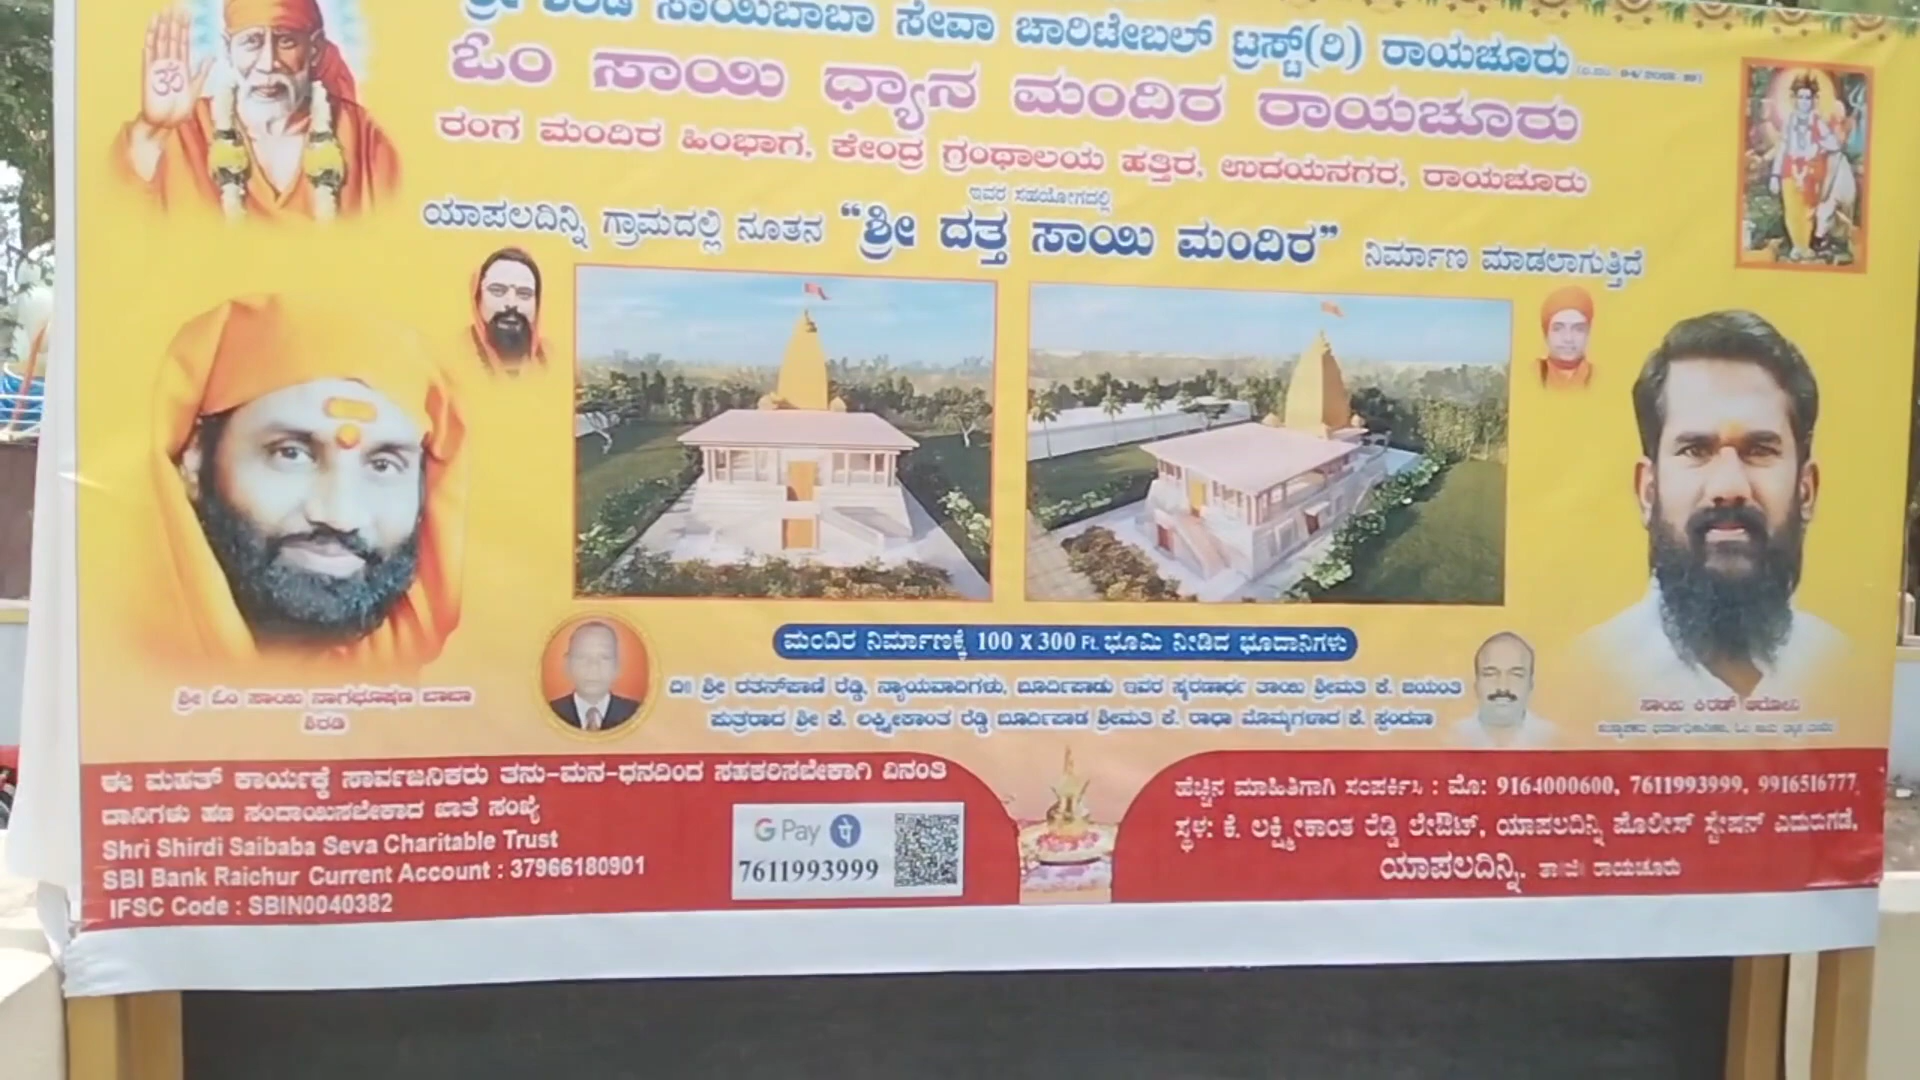 ಶ್ರೀ ಶಿರಡಿ ಸಾಯಿಬಾಬಾ ಸೇವಾ ಚಾರಿಟೇಬಲ್ ಟ್ರಸ್ಟ್(ರಿ) ರಾಯಚೂರು
ಓಂ ಸಾಯಿ ಧ್ಯಾನ ಮಂದಿರ ರಾಯಚೂರು
ರಂಗ ಮಂದಿರ ಹಿಂಭಾಗ, ಕೇಂದ್ರ ಗ್ರಂಥಾಲಯ ಹತ್ತಿರ, ಉದಯನಗರ, ರಾಯಚೂರು
ಇವರ ಸಹಯೋಗದಲ್ಲಿ
ಯಾಪಲದಿನ್ನಿ ಗ್ರಾಮದಲ್ಲಿ ನೂತನ “ಶ್ರೀ ದತ್ತ ಸಾಯಿ ಮಂದಿರ” ನಿರ್ಮಾಣ ಮಾಡಲಾಗುತ್ತಿದೆ
ಮಂದಿರ ನಿರ್ಮಾಣಕ್ಕೆ 100 X 300 Ft. ಭೂಮಿ ನೀಡಿದ ಭೂದಾನಿಗಳು
ದಿ॥ ಶ್ರೀ ರತನ್‌ಪಾಣಿ ರೆಡ್ಡಿ, ನ್ಯಾಯವಾದಿಗಳು, ಬೂರ್ದಿಪಾಡು ಇವರ ಸ್ಮರಣಾರ್ಥ ತಾಯಿ ಶ್ರೀಮತಿ ಕೆ. ಜಯಂತಿ
ಪುತ್ರರಾದ ಶ್ರೀ ಕೆ. ಲಕ್ಷ್ಮೀಕಾಂತ ರೆಡ್ಡಿ ಬೂರ್ದಿಪಾಡ ಶ್ರೀಮತಿ ಕೆ. ರಾಧಾ ಮೊಮ್ಮಗಳಾದ ಕೆ. ಸ್ಪಂದನಾ
ಶ್ರೀ ಓಂ ಸಾಯಿ ನಾಗಭೂಷಣ ಬಾಬಾ
ಶಿರಡಿ
ಸಾಯಿ ಕಿರಣ್ ಆದೋನಿ
ಈ ಮಹತ್ ಕಾರ್ಯಕ್ಕೆ ಸಾರ್ವಜನಿಕರು ತನು-ಮನ-ಧನದಿಂದ ಸಹಕರಿಸಬೇಕಾಗಿ ವಿನಂತಿ
ದಾನಿಗಳು ಹಣ ಸಂದಾಯಿಸಬೇಕಾದ ಖಾತೆ ಸಂಖ್ಯೆ
Shri Shirdi Saibaba Seva Charitable Trust
SBI Bank Raichur Current Account : 37966180901
IFSC Code : SBIN0040382
G Pay ಪे
7611993999
ಹೆಚ್ಚಿನ ಮಾಹಿತಿಗಾಗಿ ಸಂಪರ್ಕಿಸಿ : ಮೊ: 9164000600, 7611993999, 9916516777,
ಸ್ಥಳ: ಕೆ. ಲಕ್ಷ್ಮೀಕಾಂತ ರೆಡ್ಡಿ ಲೇಔಟ್, ಯಾಪಲದಿನ್ನಿ ಪೊಲೀಸ್ ಸ್ಟೇಷನ್ ಎದುರುಗಡೆ,
ಯಾಪಲದಿನ್ನಿ. ತಾ॥ಜಿ॥ ರಾಯಚೂರು